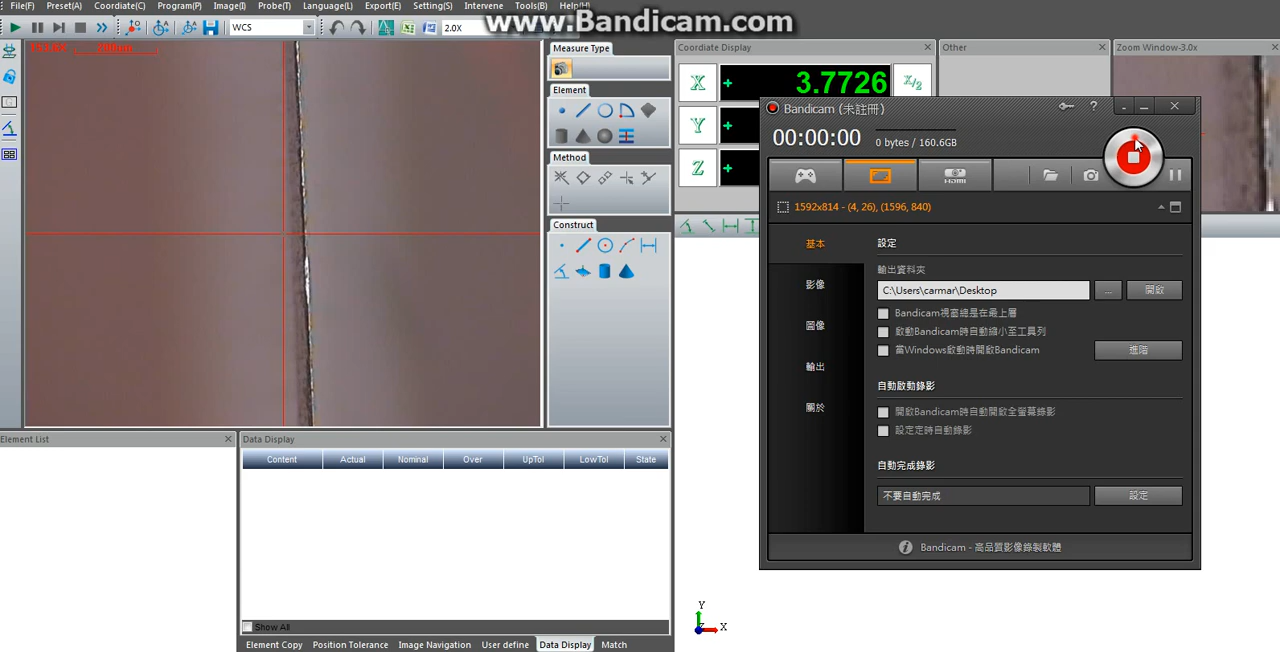 File(F) Preset(A) Coordiate(C) Program(P) Image(I) Probe(T) Language(L) Export(E) Setting(S) Intervene Tools(B) Help(H)
www.Bandicam.com
WCS
2.0X
Measure Type
Element
Method
Construct
Coordiate Display
Other
Zoom Window-3.0x
X + 3.7726 X/2
Y +
Z +
Bandicam (未註冊)
00:00:00
0 bytes / 160.6GB
HDMI
1592x814 - (4, 26), (1596, 840)
基本
影像
圖像
輸出
關於
設定
輸出資料夾
C:\Users\carmar\Desktop
...
開啟
Bandicam視窗總是在最上層
啟動Bandicam時自動縮小至工具列
當Windows啟動時開啟Bandicam
進階
自動啟動錄影
開啟Bandicam時自動開啟全螢幕錄影
設定定時自動錄影
自動完成錄影
不要自動完成
設定
Bandicam - 高品質影像錄製軟體
Element List
Data Display
Content Actual Nominal Over UpTol LowTol State
Show All
Element Copy Position Tolerance Image Navigation User define Data Display Match
Y
X